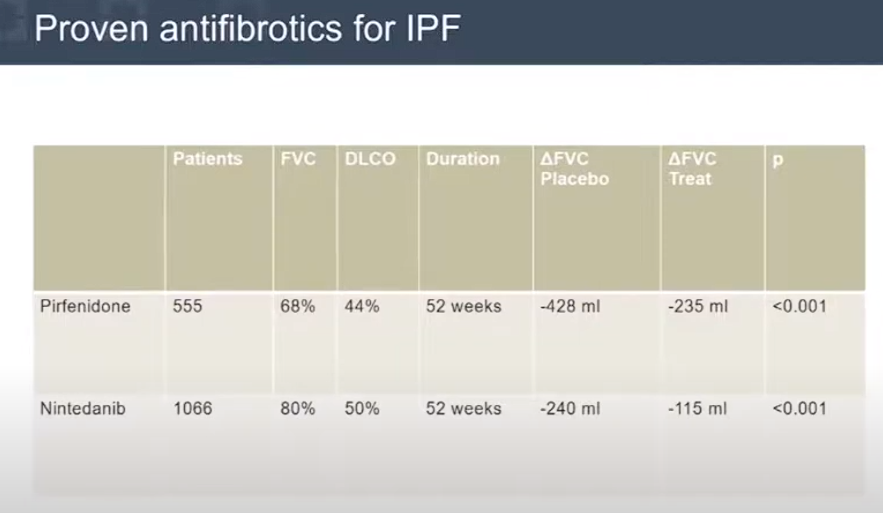 Proven antifibrotics for IPF
Patients FVC DLCO Duration ΔFVC Placebo ΔFVC Treat p
Pirfenidone 555 68% 44% 52 weeks -428 ml -235 ml <0.001
Nintedanib 1066 80% 50% 52 weeks -240 ml -115 ml <0.001